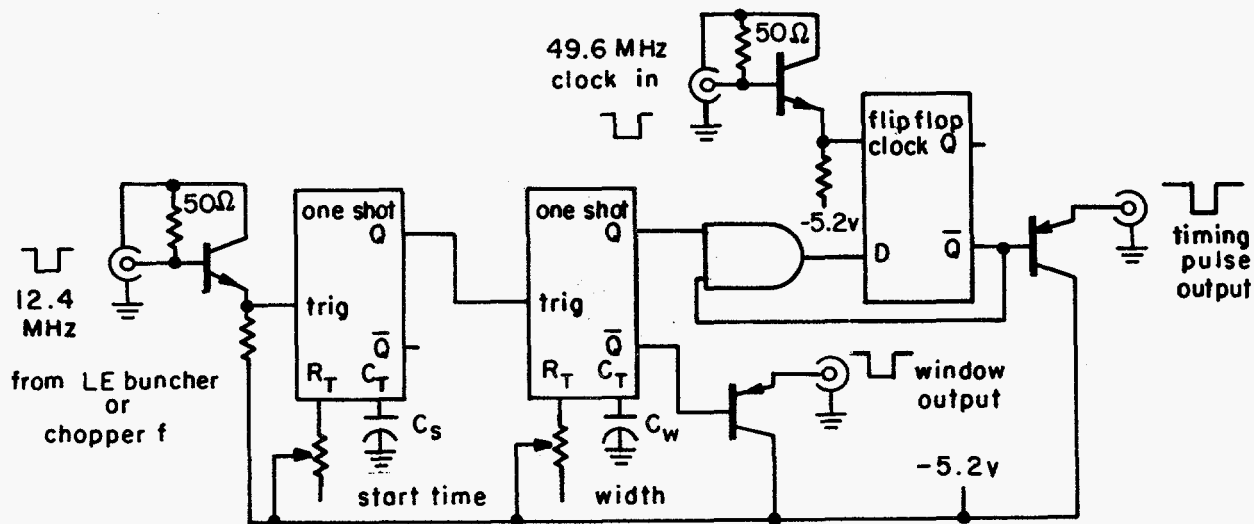 49.6 MHz
clock in
50Ω
flip flop
clock Q
-5.2v
D
Q̅
timing
pulse
output
50Ω
12.4
MHz
from LE buncher
or
chopper f
one shot
Q
trig
Q̅
R_T C_T
C_S
start time
one shot
Q
trig
Q̅
R_T C_T
C_W
width
window
output
-5.2v